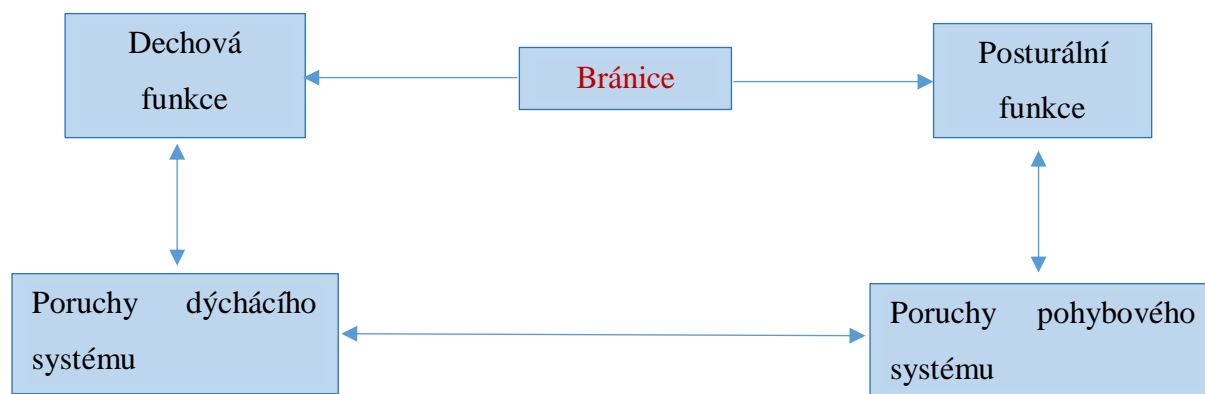 Dechová
funkce
Bránice
Posturální
funkce
Poruchy dýchácího
systému
Poruchy pohybového
systému